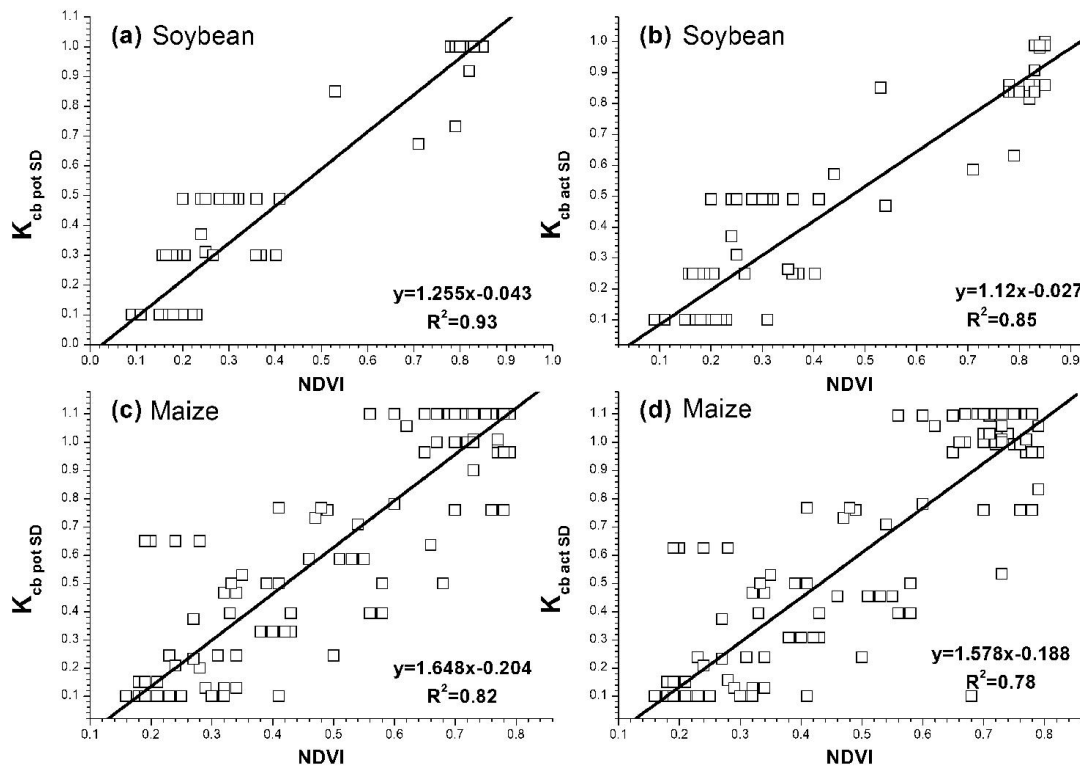 (a) Soybean
K cb pot SD
1.1
1.0
0.9
0.8
0.7
0.6
0.5
0.4
0.3
0.2
0.1
0.0
y=1.255x-0.043
R²=0.93
0.0 0.1 0.2 0.3 0.4 0.5 0.6 0.7 0.8 0.9 1.0
NDVI
(b) Soybean
K cb act SD
1.0
0.9
0.8
0.7
0.6
0.5
0.4
0.3
0.2
0.1
y=1.12x-0.027
R²=0.85
0.1 0.2 0.3 0.4 0.5 0.6 0.7 0.8 0.9
NDVI
(c) Maize
K cb pot SD
1.1
1.0
0.9
0.8
0.7
0.6
0.5
0.4
0.3
0.2
0.1
y=1.648x-0.204
R²=0.82
0.1 0.2 0.3 0.4 0.5 0.6 0.7 0.8
NDVI
(d) Maize
K cb act SD
1.1
1.0
0.9
0.8
0.7
0.6
0.5
0.4
0.3
0.2
0.1
y=1.578x-0.188
R²=0.78
0.1 0.2 0.3 0.4 0.5 0.6 0.7 0.8
NDVI